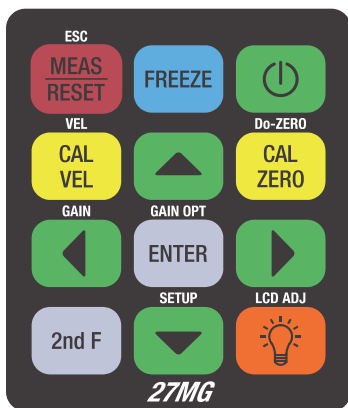 ESC
MEAS
RESET
FREEZE
VEL
Do-ZERO
CAL
VEL
CAL
ZERO
GAIN
GAIN OPT
ENTER
SETUP
LCD ADJ
2nd F
27MG